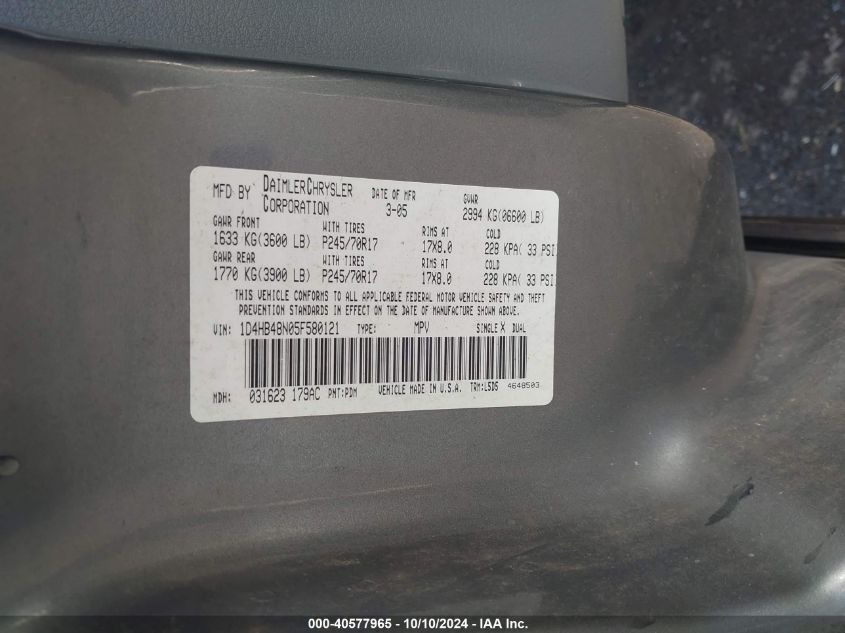 MFD BY DAIMLERCHRYSLER CORPORATION DATE OF MFR 3-05 GVWR 2994 KG(06600 LB)
GAWR FRONT WITH TIRES RIMS AT COLD
1633 KG(3600 LB) P245/70R17 17X8.0 228 KPA( 33 PSI)
GAWR REAR WITH TIRES RIMS AT COLD
1770 KG(3900 LB) P245/70R17 17X8.0 228 KPA( 33 PSI)
THIS VEHICLE CONFORMS TO ALL APPLICABLE FEDERAL MOTOR VEHICLE SAFETY AND THEFT
PREVENTION STANDARDS IN EFFECT ON THE DATE OF MANUFACTURE SHOWN ABOVE.
VIN: 1D4HB48N05F580121 TYPE: MPV SINGLE X DUAL
MDH: 031623 179AC PNT:PDM VEHICLE MADE IN U.S.A. TRM:L5D5 4648503
000-40577965 - 10/10/2024 - IAA Inc.